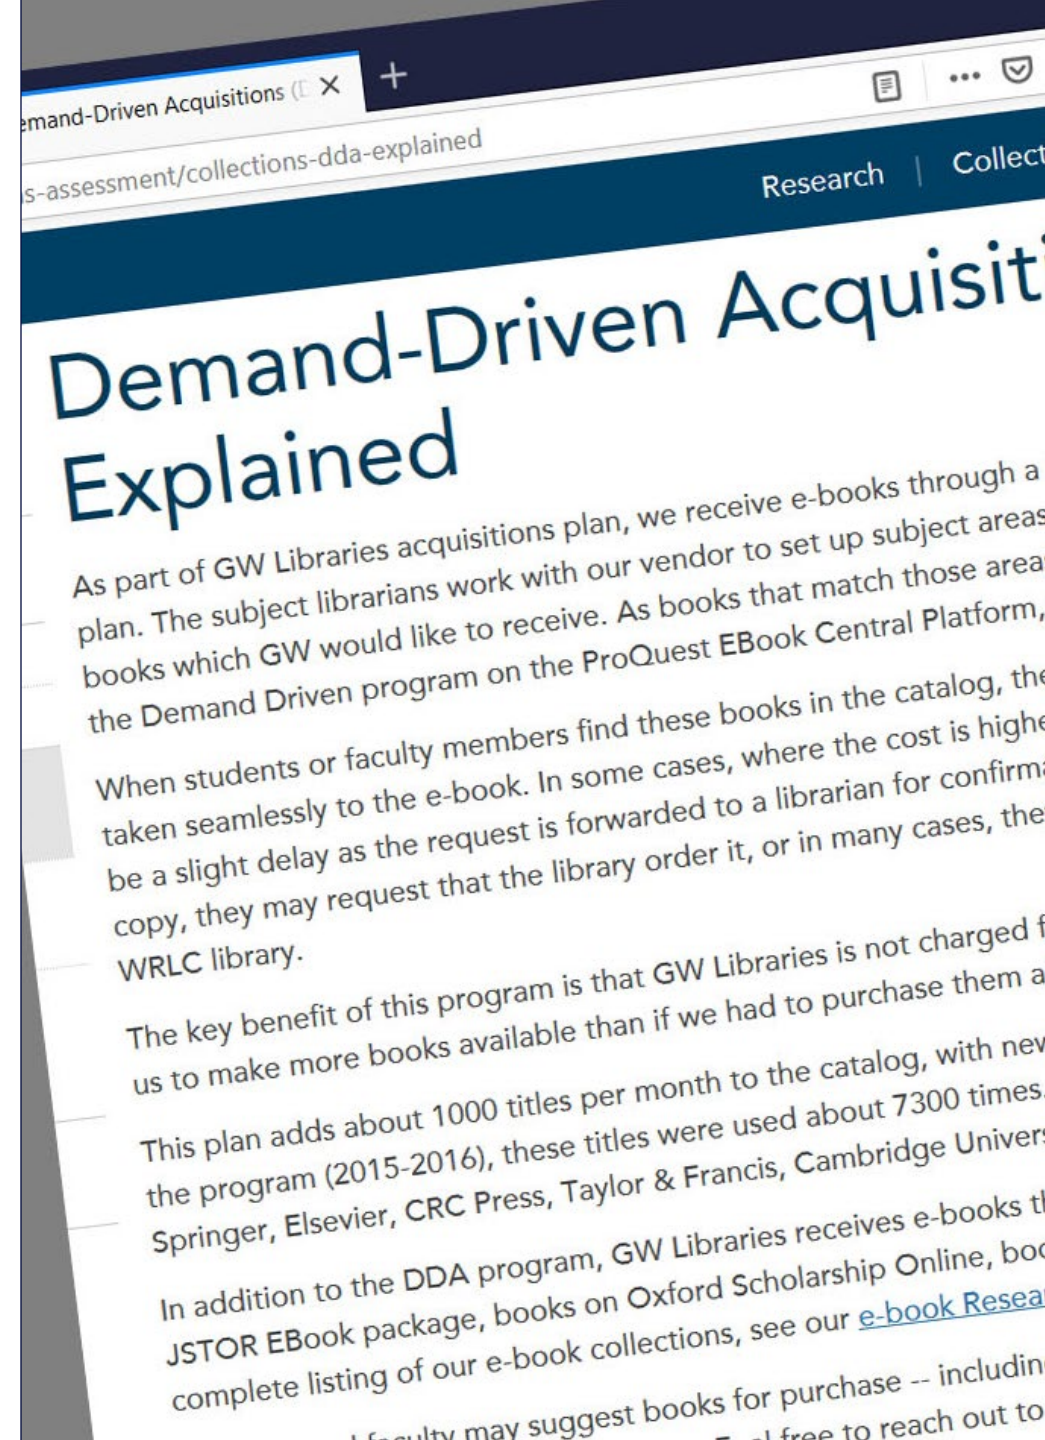 emand-Driven Acquisitions (D
s-assessment/collections-dda-explained
Research | Collect
Demand-Driven Acquisiti
Explained
As part of GW Libraries acquisitions plan, we receive e-books through a
plan. The subject librarians work with our vendor to set up subject areas
books which GW would like to receive. As books that match those area
the Demand Driven program on the ProQuest EBook Central Platform,
When students or faculty members find these books in the catalog, the
taken seamlessly to the e-book. In some cases, where the cost is highe
be a slight delay as the request is forwarded to a librarian for confirma
copy, they may request that the library order it, or in many cases, the
WRLC library.
The key benefit of this program is that GW Libraries is not charged f
us to make more books available than if we had to purchase them a
This plan adds about 1000 titles per month to the catalog, with new
the program (2015-2016), these titles were used about 7300 times.
Springer, Elsevier, CRC Press, Taylor & Francis, Cambridge Univers
In addition to the DDA program, GW Libraries receives e-books th
JSTOR EBook package, books on Oxford Scholarship Online, boo
complete listing of our e-book collections, see our e-book Resea
faculty may suggest books for purchase -- including
free to reach out to